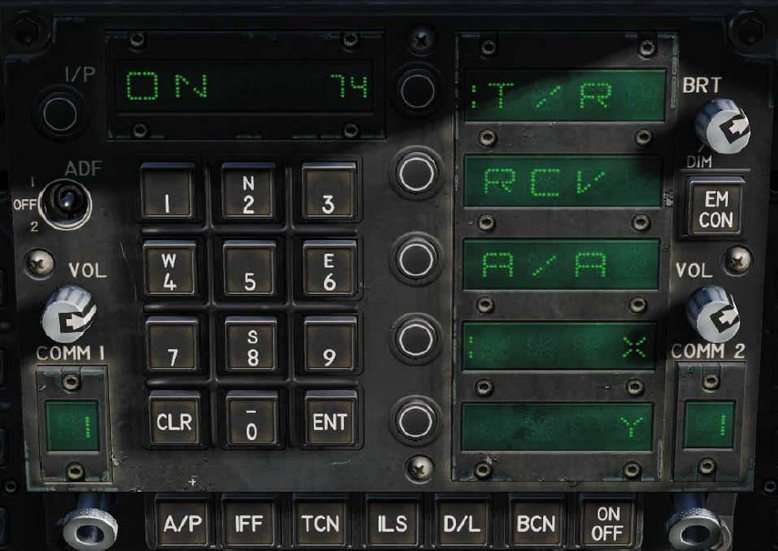 I/P
ON 74
:T/R
BRT
ADF
1
OFF
2
N
1 2 3
RCV
DIM
EM
CON
W E
4 5 6
A/A
VOL
VOL
S
7 8 9
: X
COMM 1
COMM 2
1
CLR
–
0
ENT
Y
1
A/P IFF TCN ILS D/L BCN ON
OFF